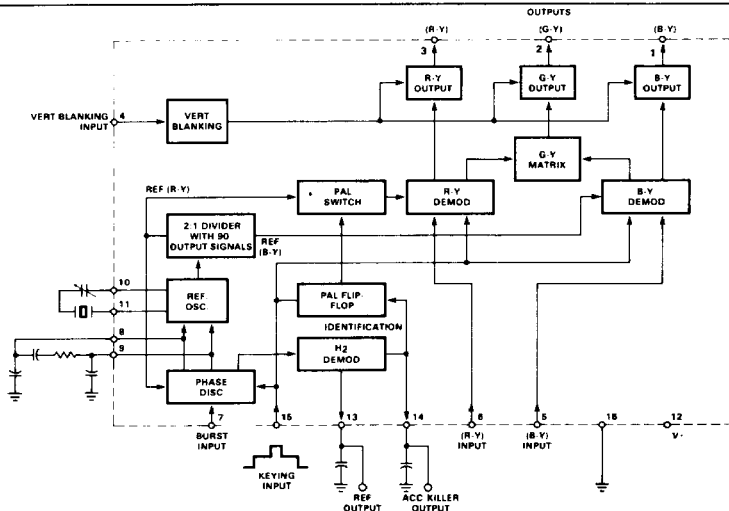 OUTPUTS
(R-Y)
(G-Y)
(B-Y)
3
2
1
R-Y
OUTPUT
G-Y
OUTPUT
B-Y
OUTPUT
VERT BLANKING
INPUT
4
VERT
BLANKING
G-Y
MATRIX
REF (R-Y)
PAL
SWITCH
R-Y
DEMOD
B-Y
DEMOD
2:1 DIVIDER
WITH 90
OUTPUT SIGNALS
REF
(B-Y)
10
11
REF.
OSC.
PAL FLIP-
FLOP
IDENTIFICATION
8
9
H2
DEMOD
PHASE
DISC
7
15
13
14
6
5
16
12
BURST
INPUT
(R-Y)
INPUT
(B-Y)
INPUT
V-
KEYING
INPUT
REF
OUTPUT
ACC KILLER
OUTPUT